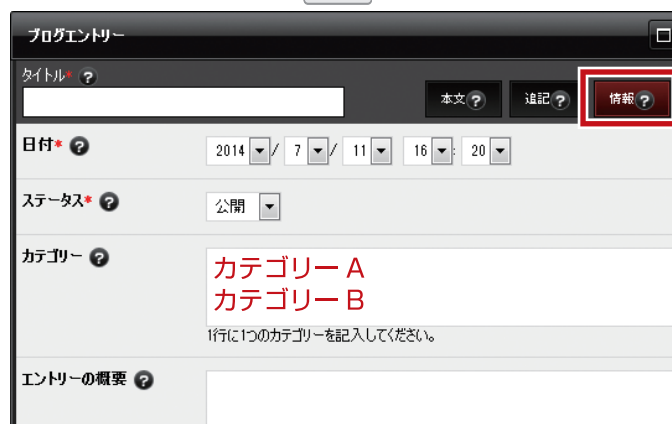 ブログエントリー
タイトル* ?
本文 ? 追記 ? 情報 ?
日付* ? 2014 / 7 / 11 16 : 20
ステータス* ? 公開
カテゴリー ?
カテゴリー A
カテゴリー B
1行に1つのカテゴリーを記入してください。
エントリーの概要 ?